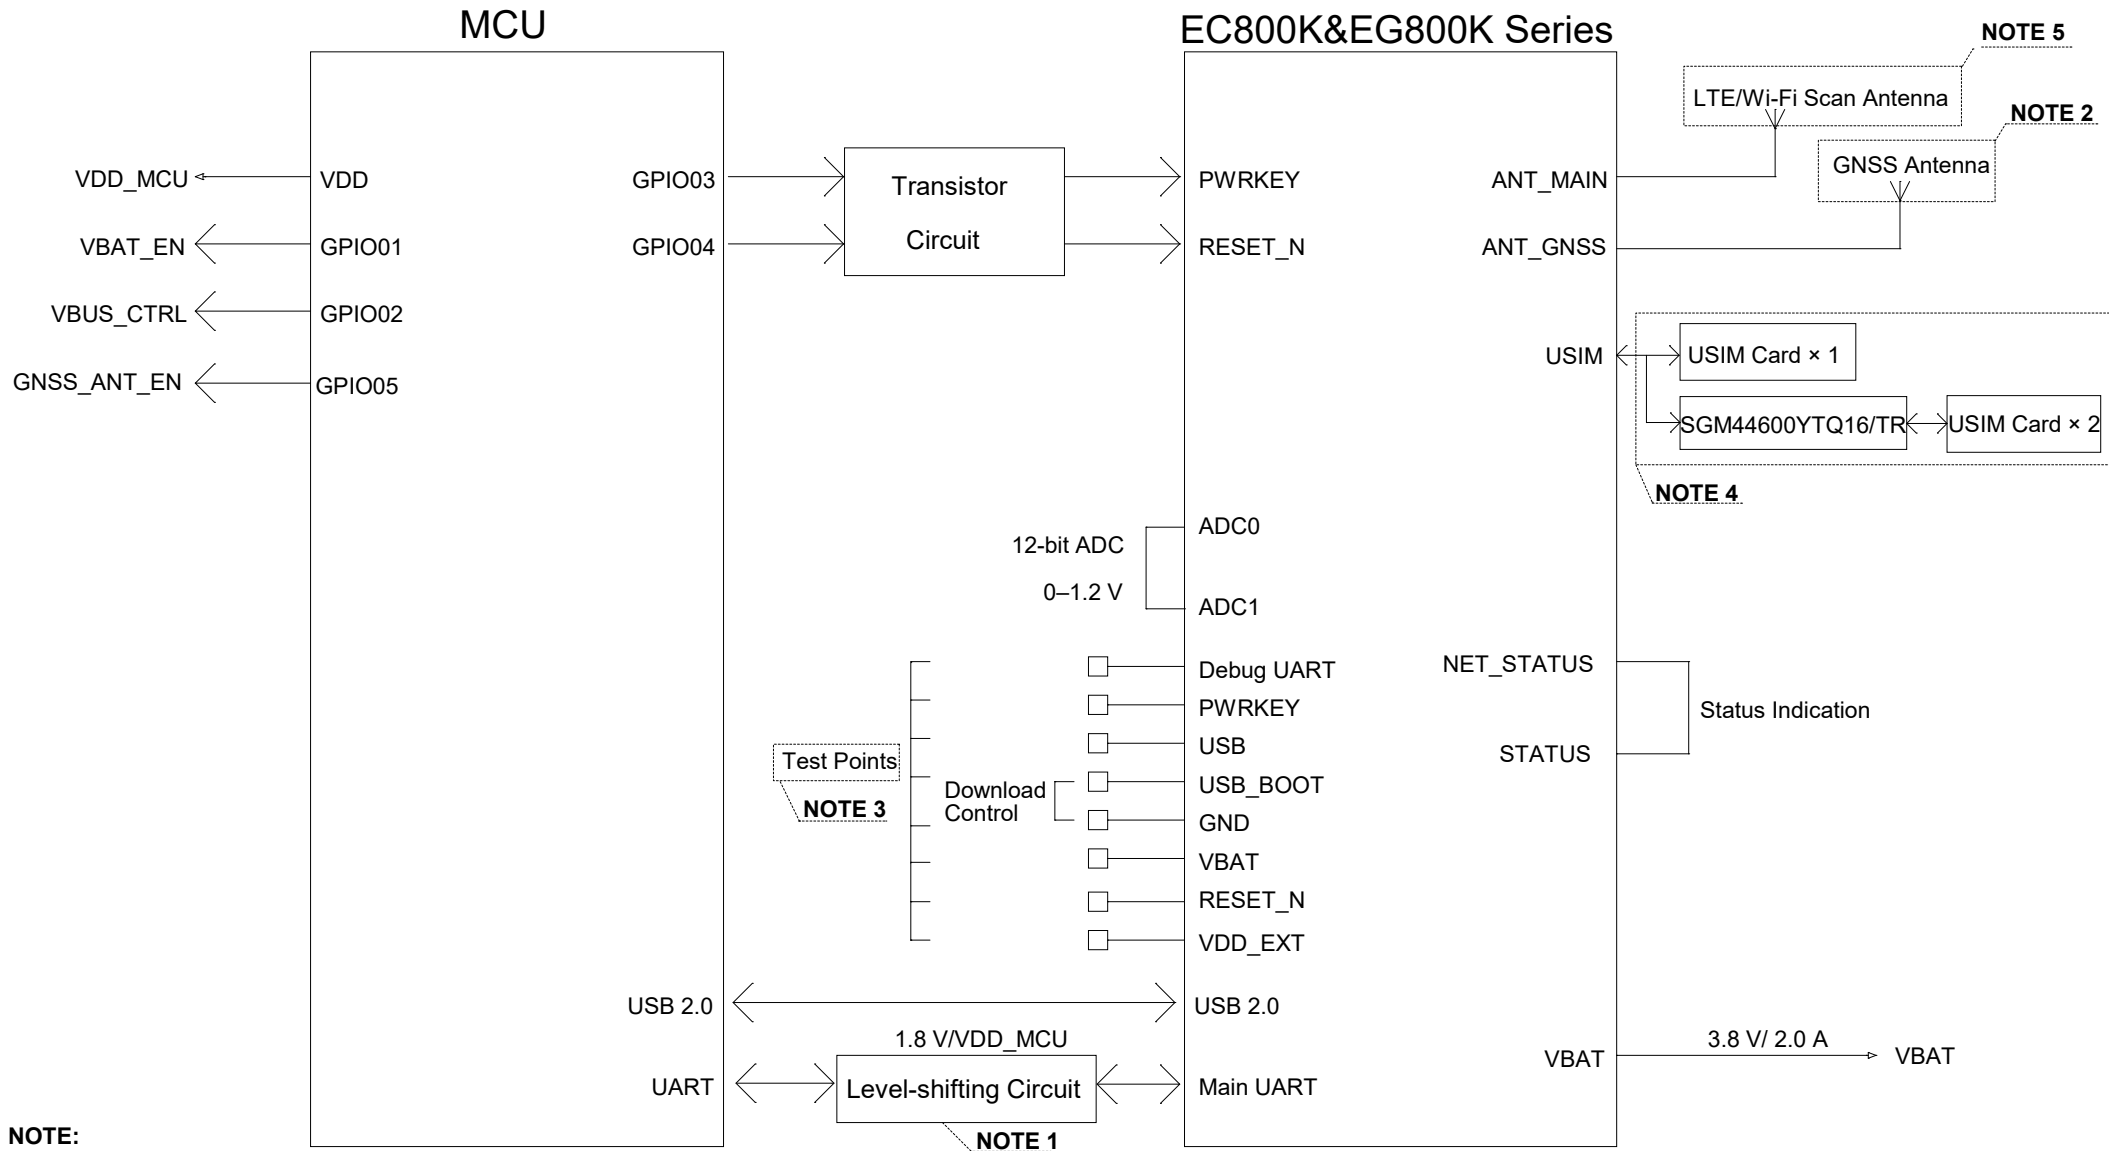 MCU
EC800K&EG800K Series
NOTE 5
LTE/Wi-Fi Scan Antenna
NOTE 2
GNSS Antenna
VDD_MCU
VDD
GPIO03
Transistor
Circuit
PWRKEY
ANT_MAIN
VBAT_EN
GPIO01
GPIO04
RESET_N
ANT_GNSS
VBUS_CTRL
GPIO02
GNSS_ANT_EN
GPIO05
USIM
USIM Card × 1
SGM44600YTQ16/TR
USIM Card × 2
NOTE 4
12-bit ADC
0–1.2 V
ADC0
ADC1
Debug UART
PWRKEY
USB
USB_BOOT
GND
VBAT
RESET_N
VDD_EXT
Test Points
NOTE 3
Download
Control
NET_STATUS
STATUS
Status Indication
USB 2.0
USB 2.0
1.8 V/VDD_MCU
UART
Level-shifting Circuit
Main UART
NOTE 1
VBAT
3.8 V/ 2.0 A
VBAT
NOTE: